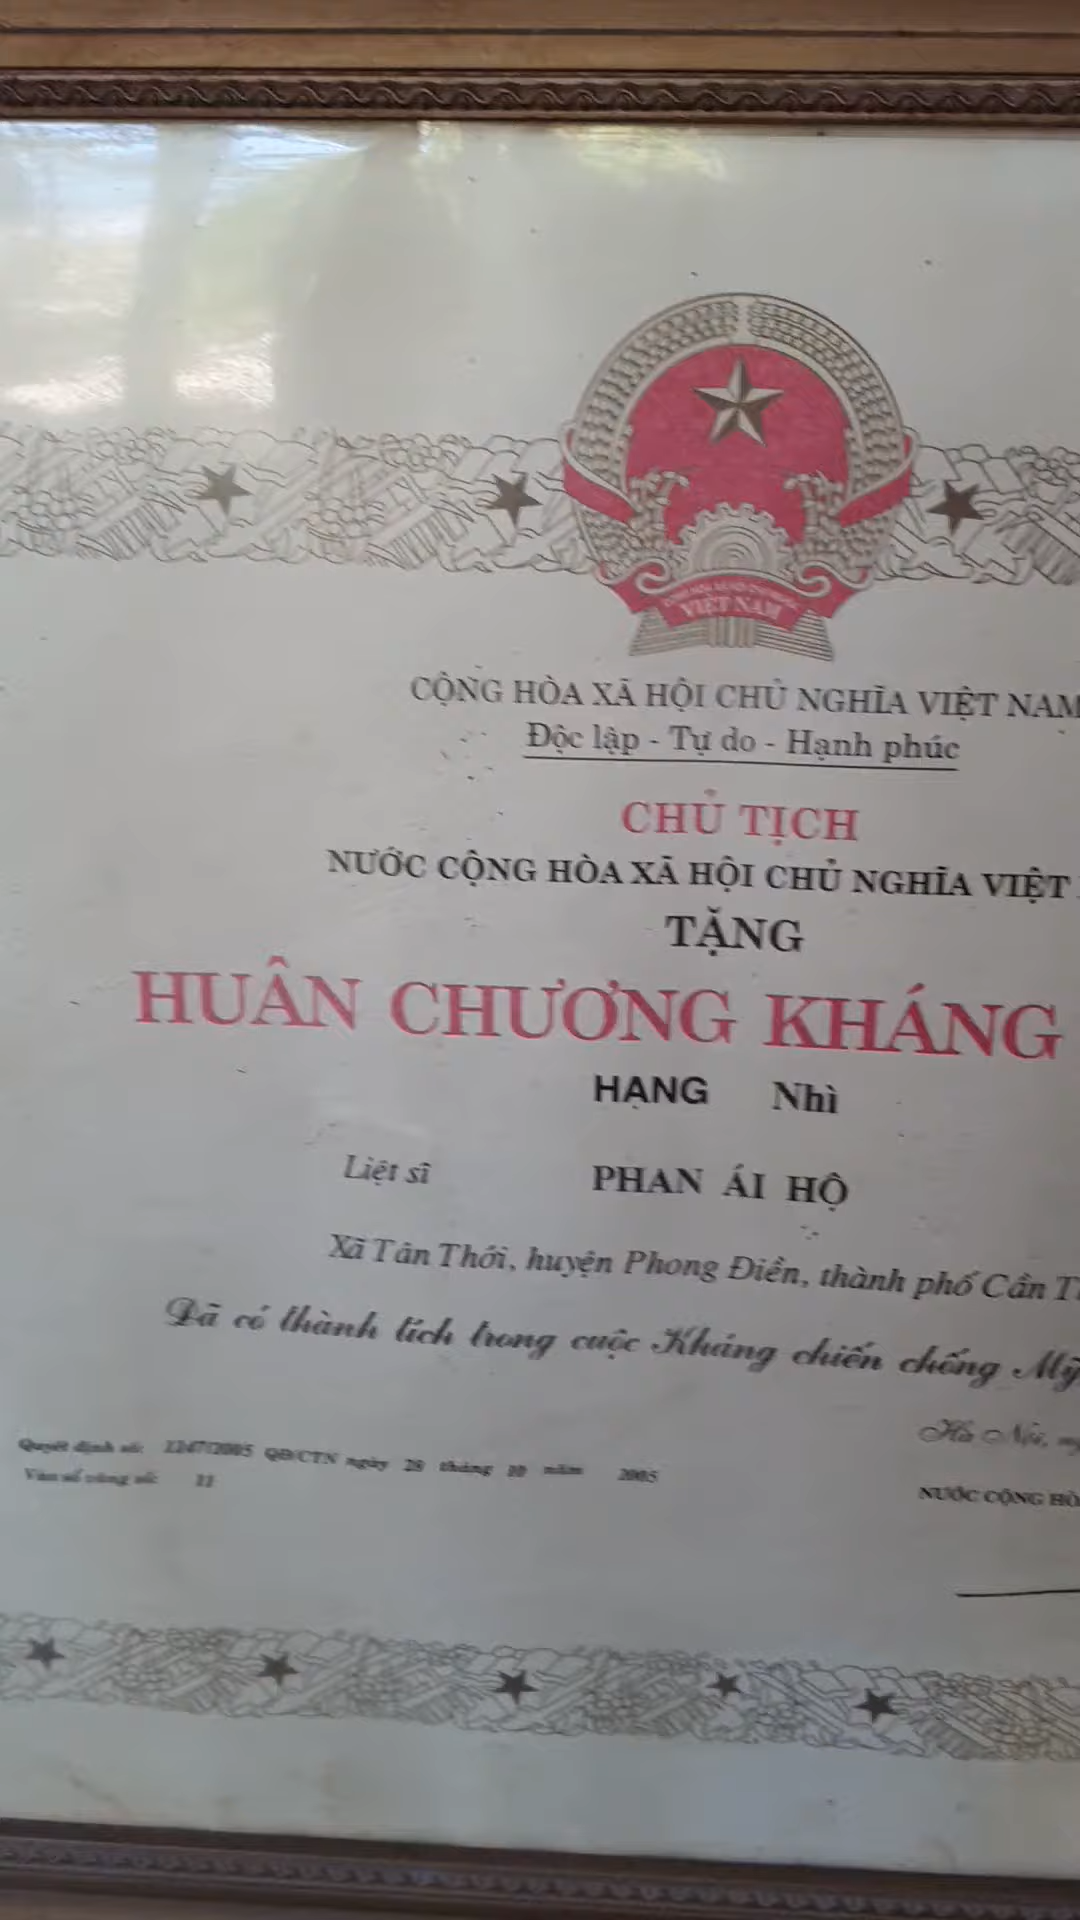 VIỆT NAM
CỘNG HÒA XÃ HỘI CHỦ NGHĨA VIỆT NAM
Độc lập - Tự do - Hạnh phúc
CHỦ TỊCH
NƯỚC CỘNG HÒA XÃ HỘI CHỦ NGHĨA VIỆT
TẶNG
HUÂN CHƯƠNG KHÁNG
HẠNG Nhì
Liệt sĩ PHAN ÁI HỘ
Xã Tân Thới, huyện Phong Điền, thành phố Cần
Đã có thành tích trong cuộc Kháng chiến chống Mỹ
Hà Nội,
Quyết định số: 1247/2005 QĐ/CTN ngày 28 tháng 10 năm 2005
Vào sổ vàng số: 11
NƯỚC CỘNG HÒ